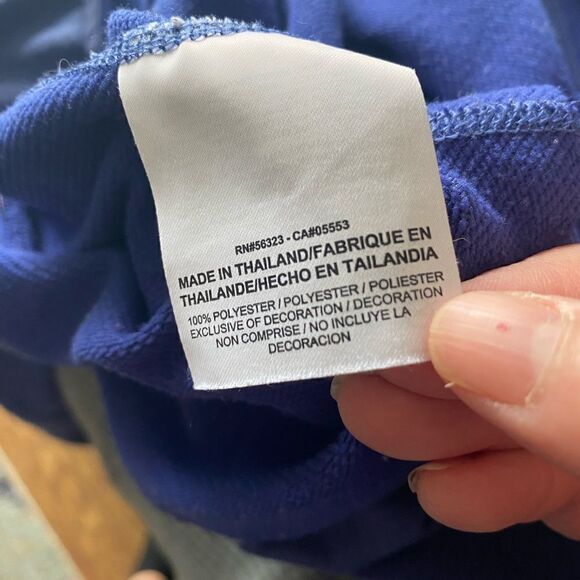 RN#56323 - CA#05553
MADE IN THAILAND/FABRIQUE EN
THAILANDE/HECHO EN TAILANDIA
100% POLYESTER / POLYESTER / POLIESTER
EXCLUSIVE OF DECORATION / DECORATION
NON COMPRISE / NO INCLUYE LA
DECORACION